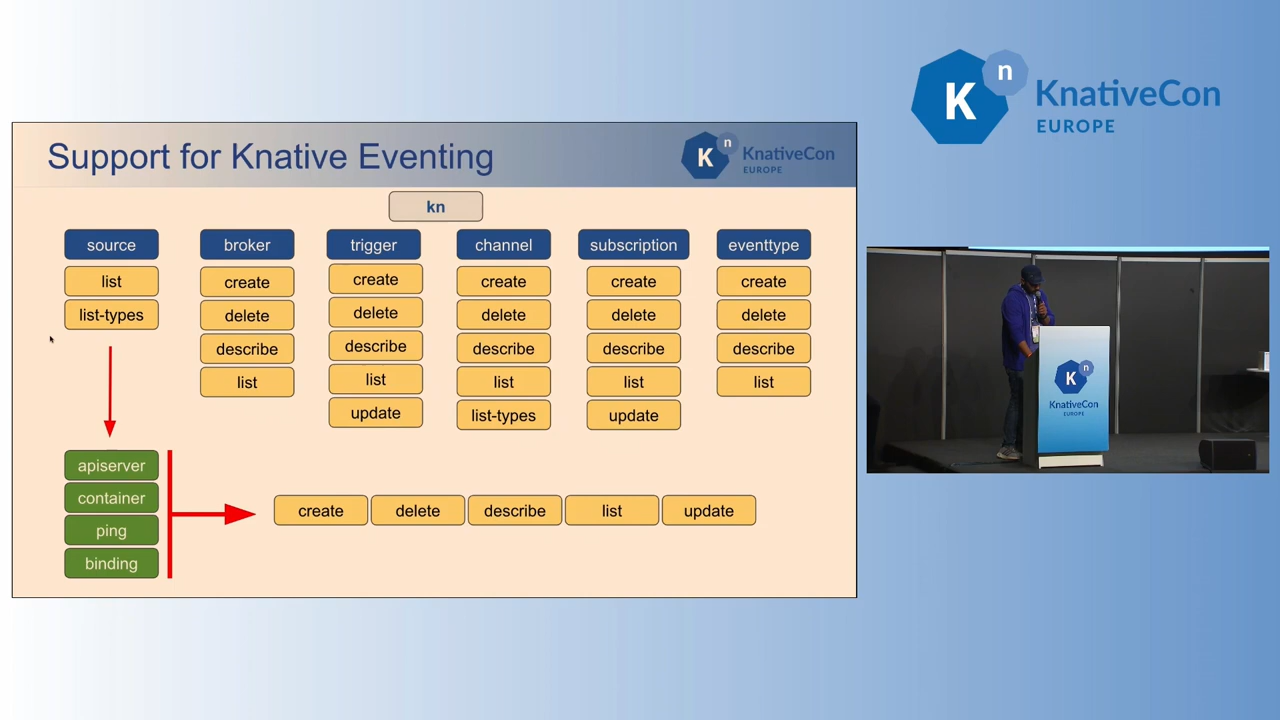 K n KnativeCon
EUROPE
Support for Knative Eventing
K n KnativeCon
EUROPE
kn
source broker trigger channel subscription eventtype
list create create create create create
list-types delete delete delete delete delete
describe describe describe describe describe
list list list list list
update list-types update
apiserver
container
ping
binding
create delete describe list update
K n
KnativeCon
EUROPE